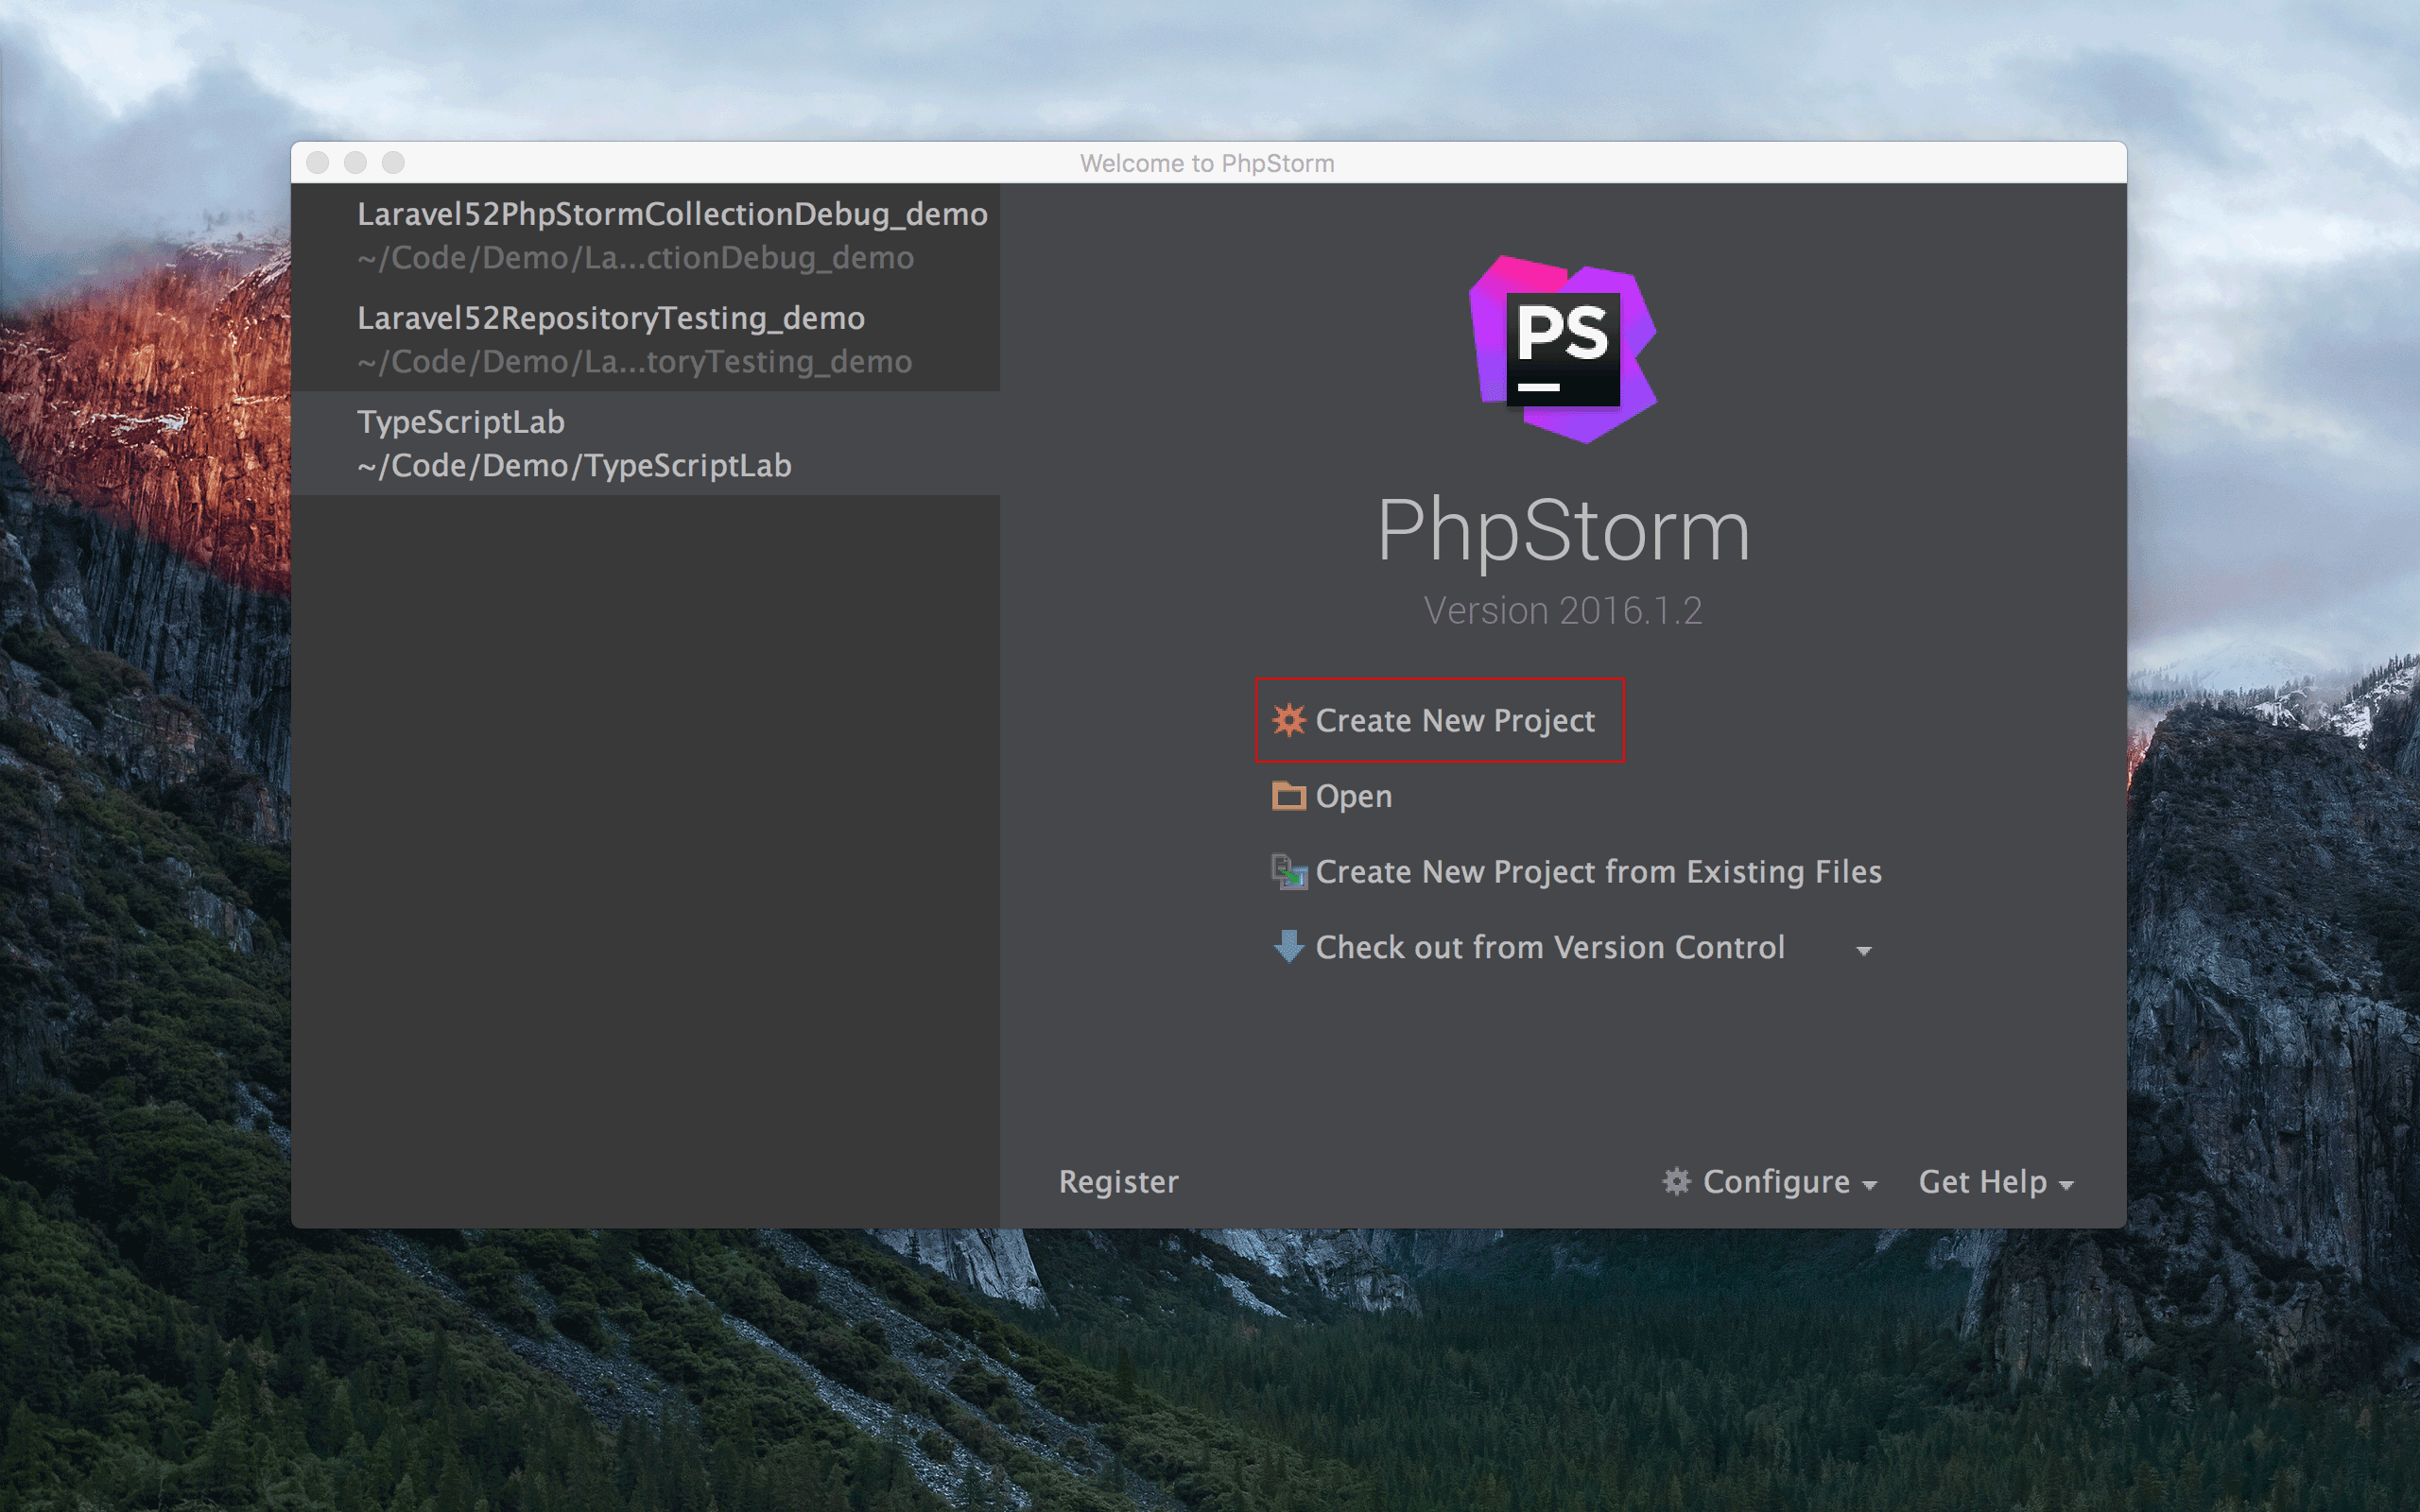 Welcome to PhpStorm
Laravel52PhpStormCollectionDebug_demo
~/Code/Demo/La...ctionDebug_demo
Laravel52RepositoryTesting_demo
~/Code/Demo/La...toryTesting_demo
TypeScriptLab
~/Code/Demo/TypeScriptLab
PS
PhpStorm
Version 2016.1.2
Create New Project
Open
Create New Project from Existing Files
Check out from Version Control
Register
Configure
Get Help